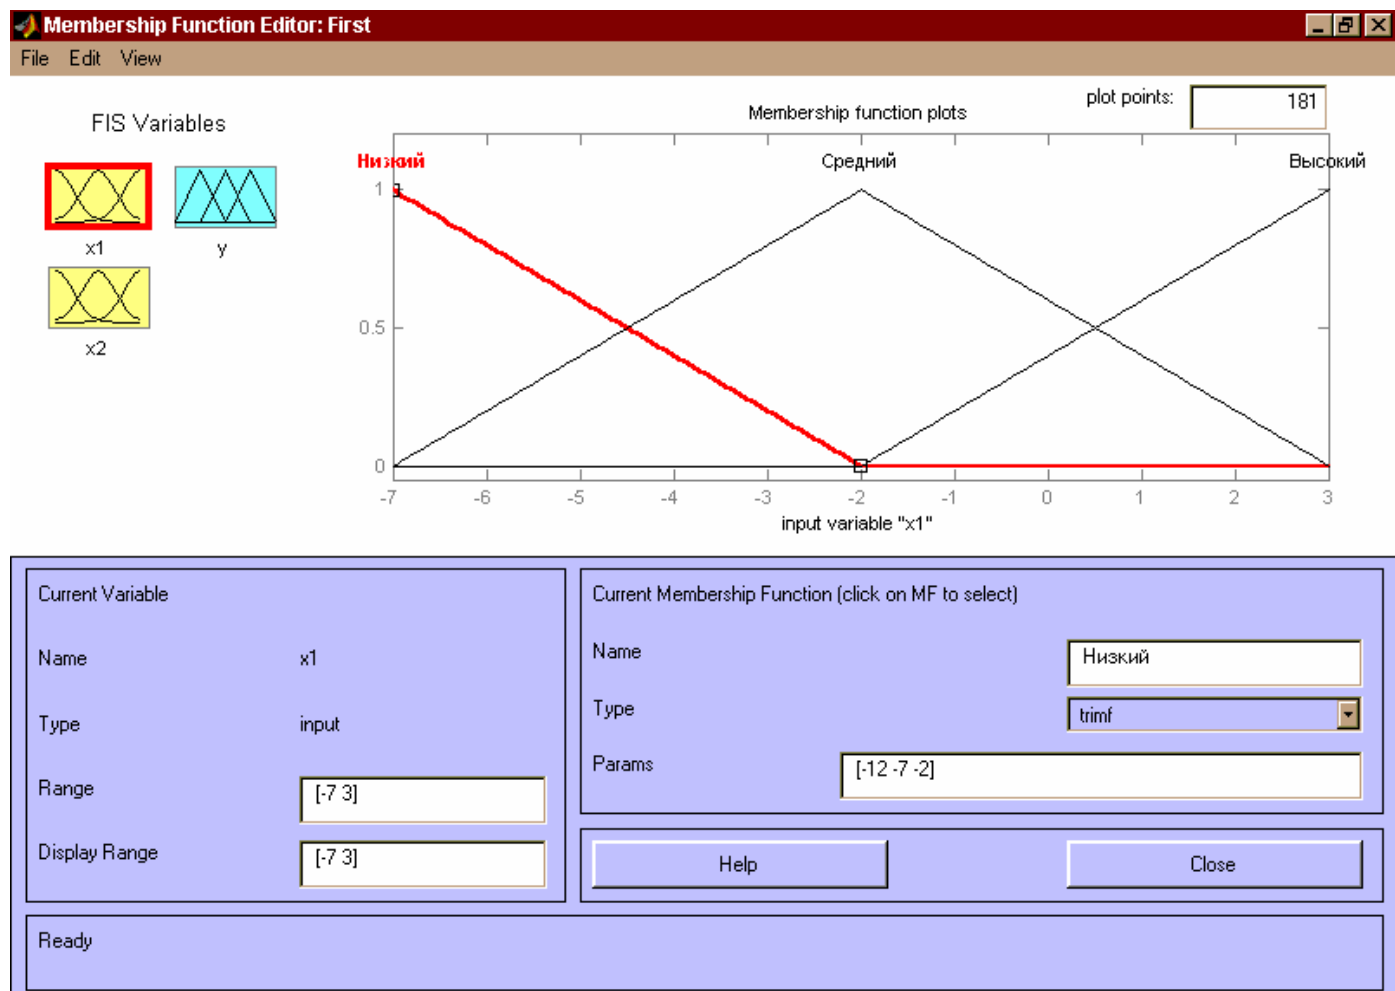 Membership Function Editor: First
File Edit View
FIS Variables
plot points: 181
Membership function plots
Низкий Средний Высокий
1
0.5
0
-7 -6 -5 -4 -3 -2 -1 0 1 2 3
input variable "x1"
x1 y
x2
Current Variable
Name x1
Type input
Range [-7 3]
Display Range [-7 3]
Current Membership Function (click on MF to select)
Name Низкий
Type trimf
Params [-12 -7 -2]
Help Close
Ready